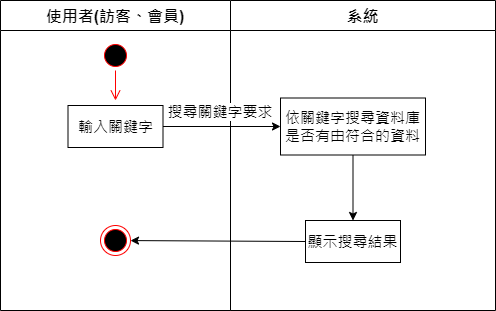 使用者(訪客、會員)
系統
輸入關鍵字
搜尋關鍵字要求
依關鍵字搜尋資料庫
是否有由符合的資料
顯示搜尋結果